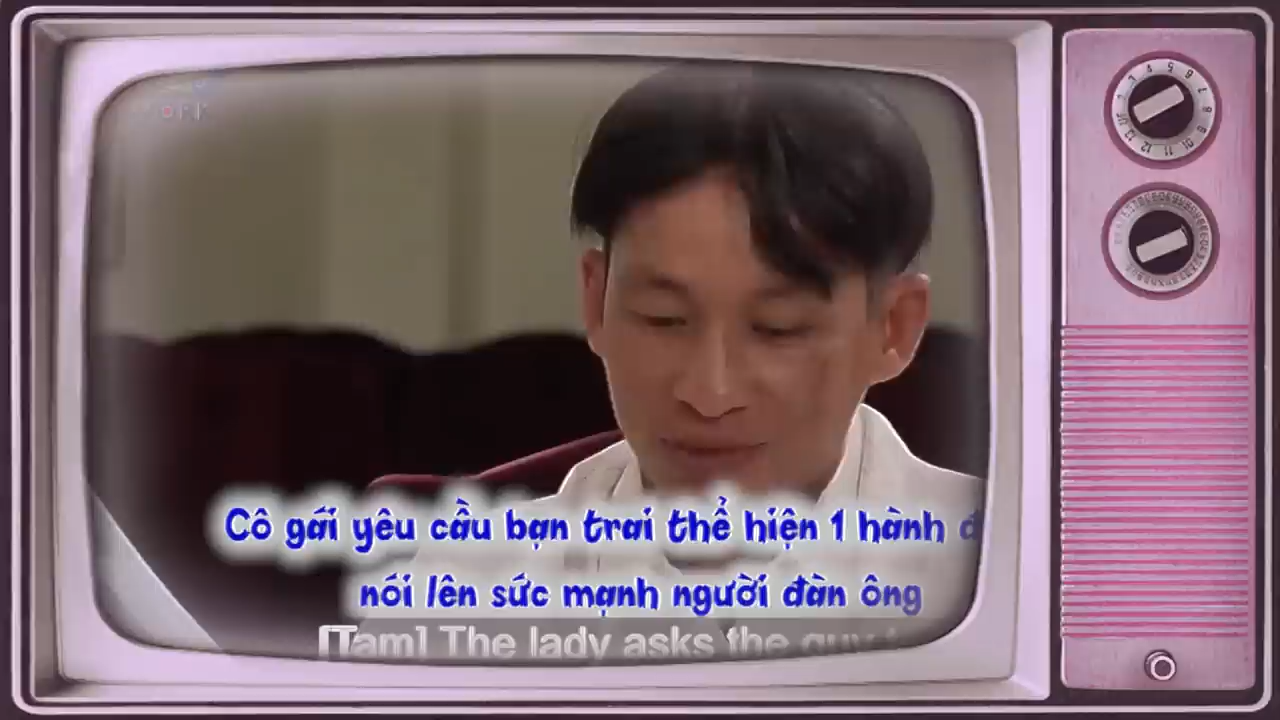 Cô gái yêu cầu bạn trai thể hiện 1 hành
nói lên sức mạnh người đàn ông
[Tam] The lady asks the guy